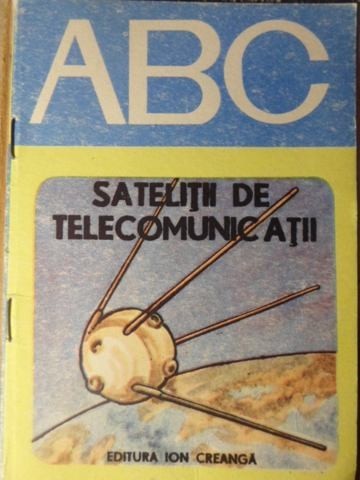 ABC
SATELIŢII DE
TELECOMUNICAŢII
EDITURA ION CREANGĂ